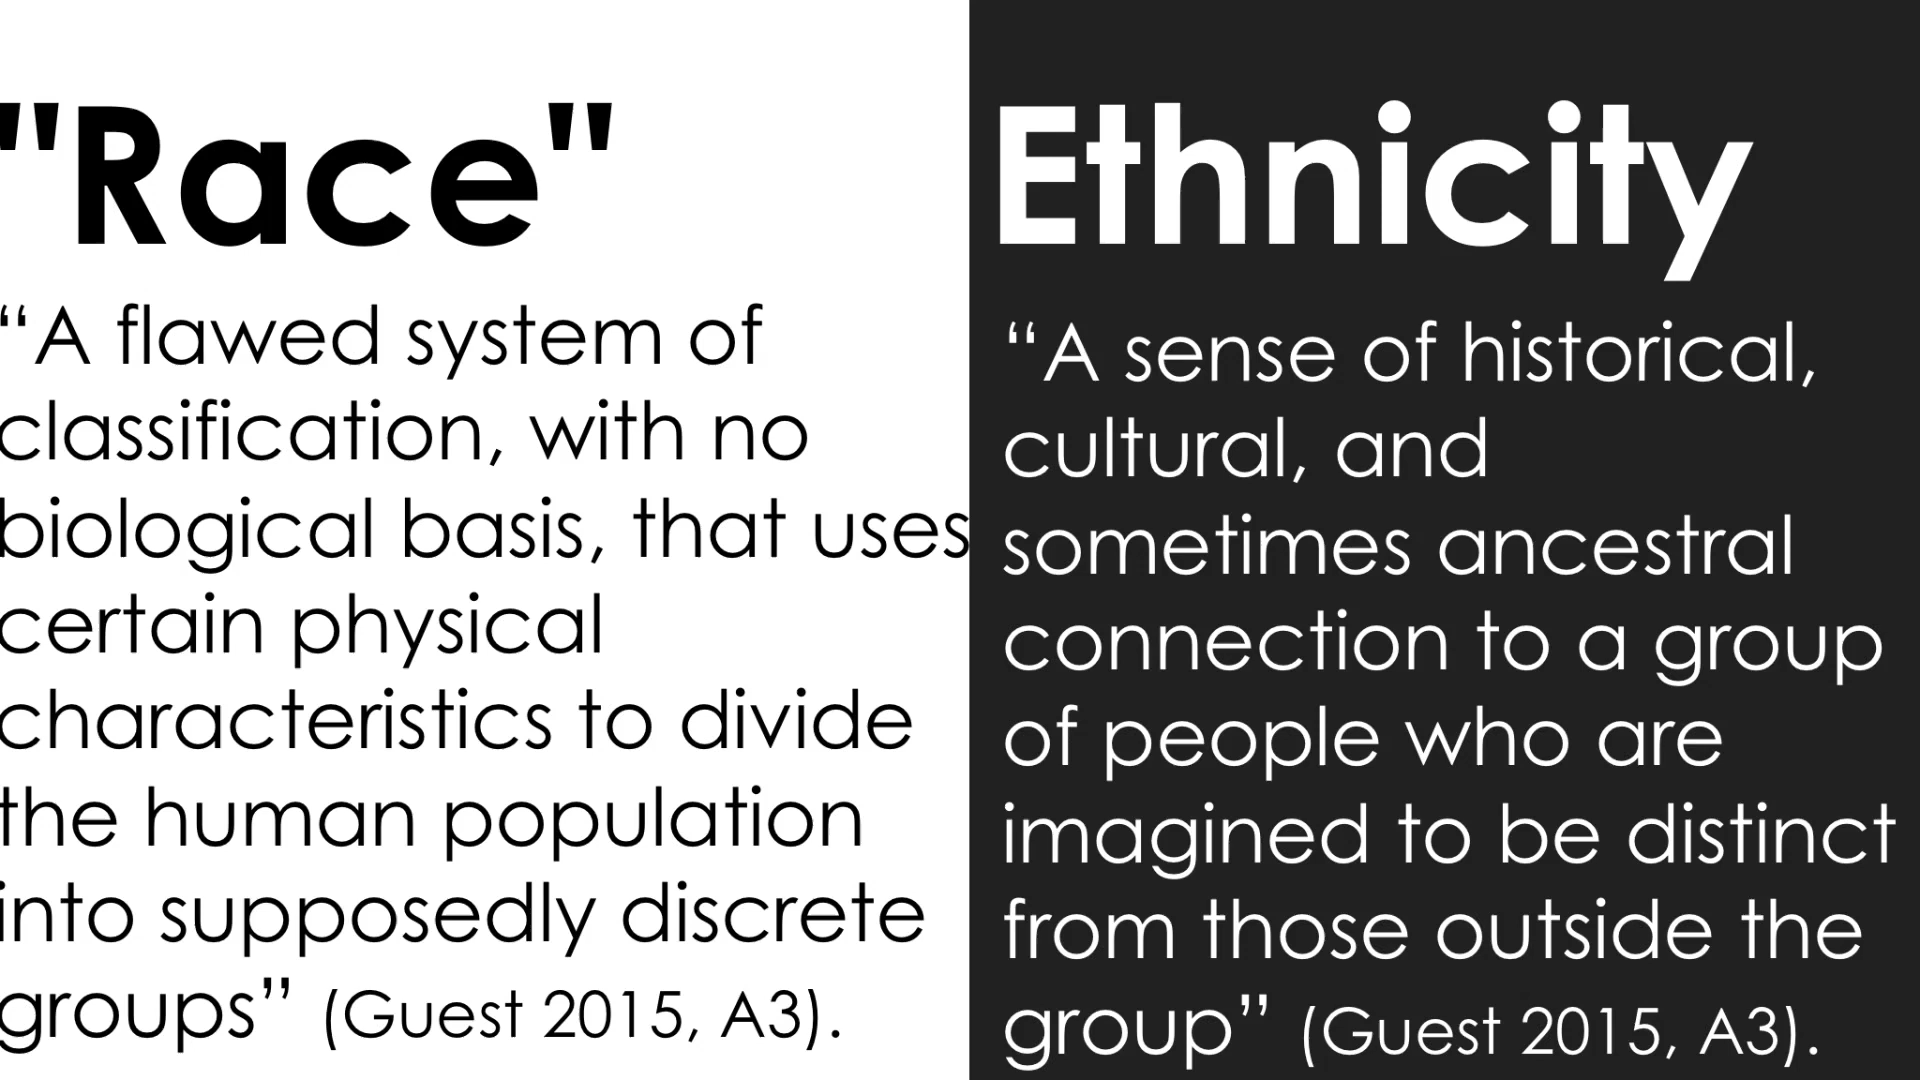 "Race"
“A flawed system of
classification, with no
biological basis, that uses
certain physical
characteristics to divide
the human population
into supposedly discrete
groups” (Guest 2015, A3).
Ethnicity
“A sense of historical,
cultural, and
sometimes ancestral
connection to a group
of people who are
imagined to be distinct
from those outside the
group” (Guest 2015, A3).